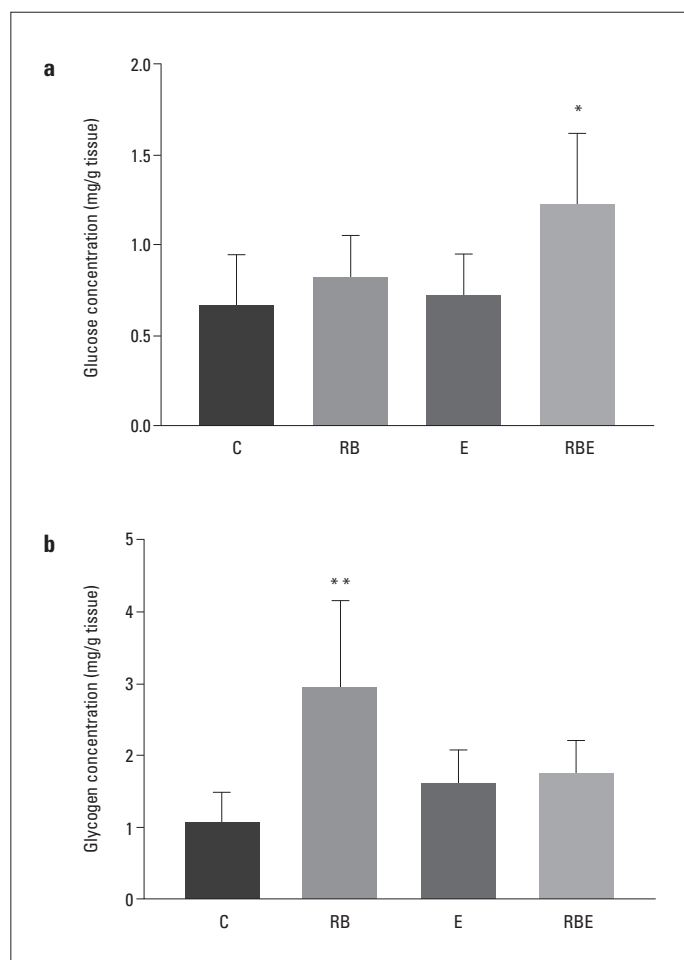 a
Glucose concentration (mg/g tissue)
2.0
1.5
1.0
0.5
0.0
*
C RB E RBE
b
Glycogen concentration (mg/g tissue)
5
4
3
2
1
0
**
C RB E RBE